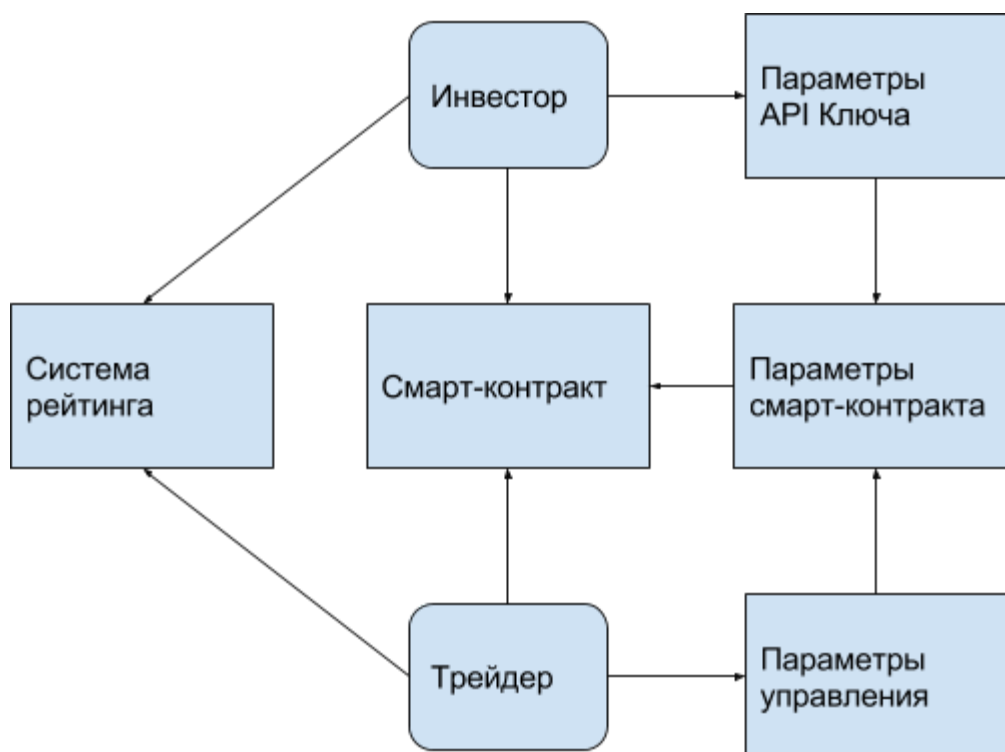 Инвестор
Параметры
API Ключа
Система
рейтинга
Смарт-контракт
Параметры
смарт-контракта
Трейдер
Параметры
управления